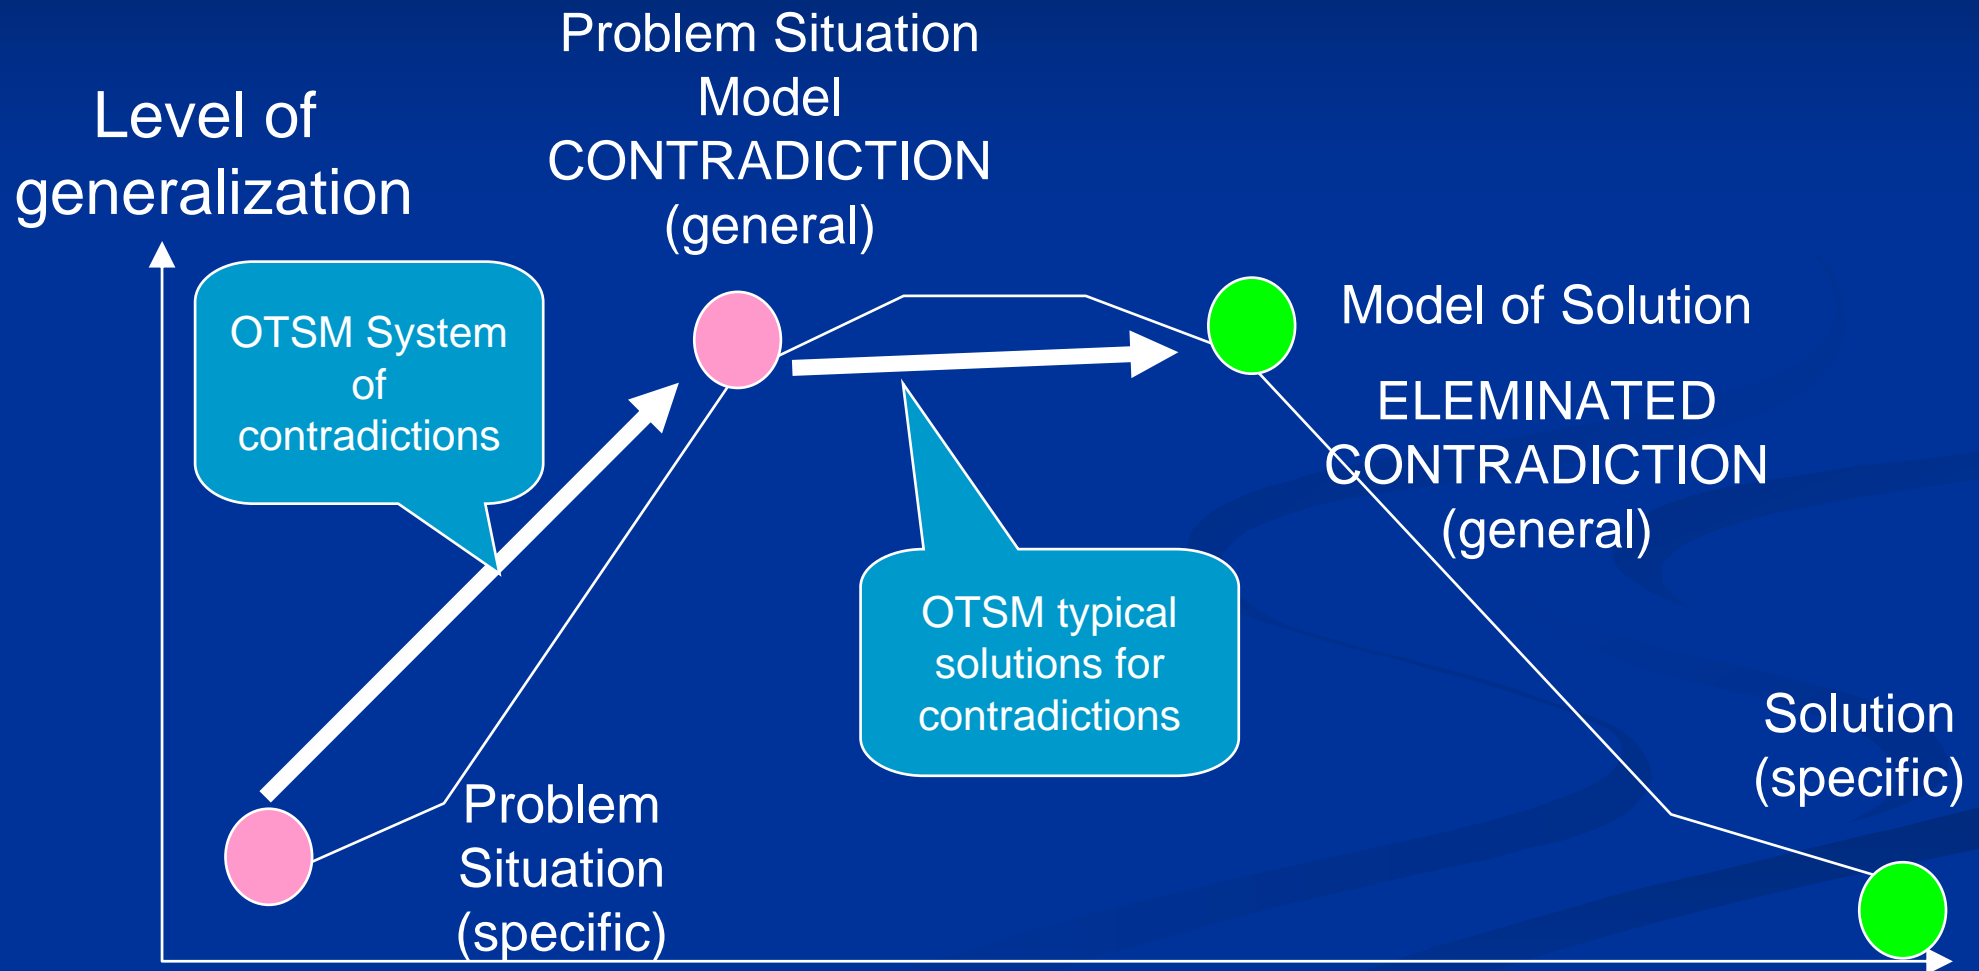 Problem Situation
Model
CONTRADICTION
(general)
Level of
generalization
OTSM System
of
contradictions
Model of Solution
ELEMINATED
CONTRADICTION
(general)
OTSM typical
solutions for
contradictions
Problem
Situation
(specific)
Solution
(specific)